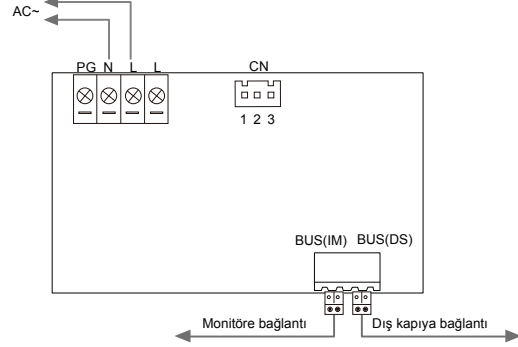 AC~
PG N L L
CN
1 2 3
BUS(IM) BUS(DS)
Monitöre bağlantı
Dış kapıya bağlantı